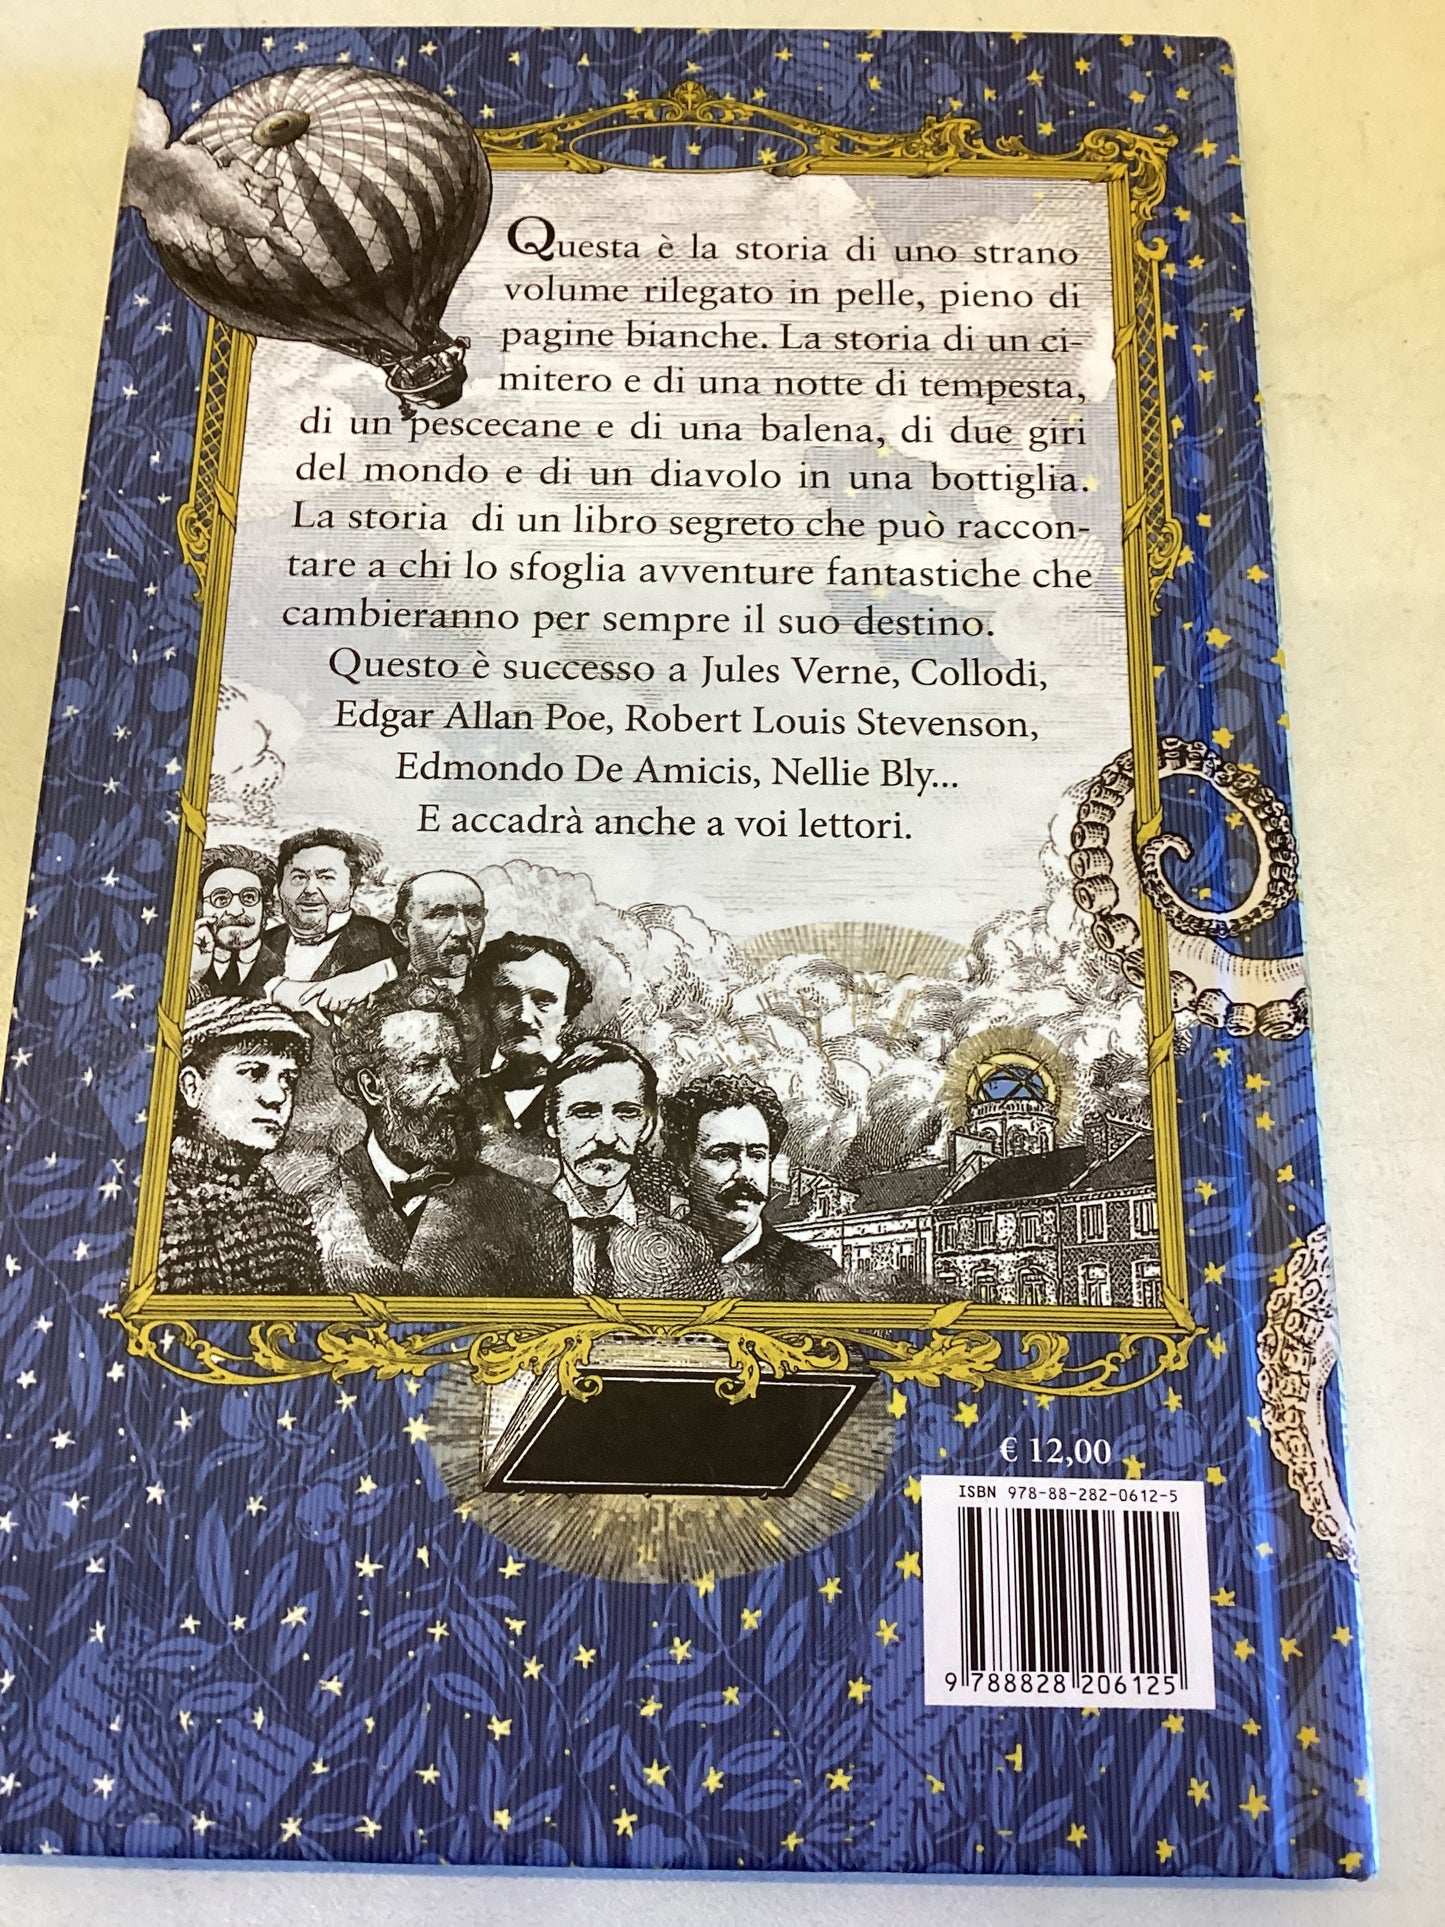 Questa è la storia di uno strano
volume rilegato in pelle, pieno di
pagine bianche. La storia di un ci-
mitero e di una notte di tempesta,
di un pescecane e di una balena, di due giri
del mondo e di un diavolo in una bottiglia.
La storia di un libro segreto che può raccon-
tare a chi lo sfoglia avventure fantastiche che
cambieranno per sempre il suo destino.
Questo è successo a Jules Verne, Collodi,
Edgar Allan Poe, Robert Louis Stevenson,
Edmondo De Amicis, Nellie Bly...
E accadrà anche a voi lettori.
€ 12,00
ISBN 978-88-282-0612-5
9 788828 206125